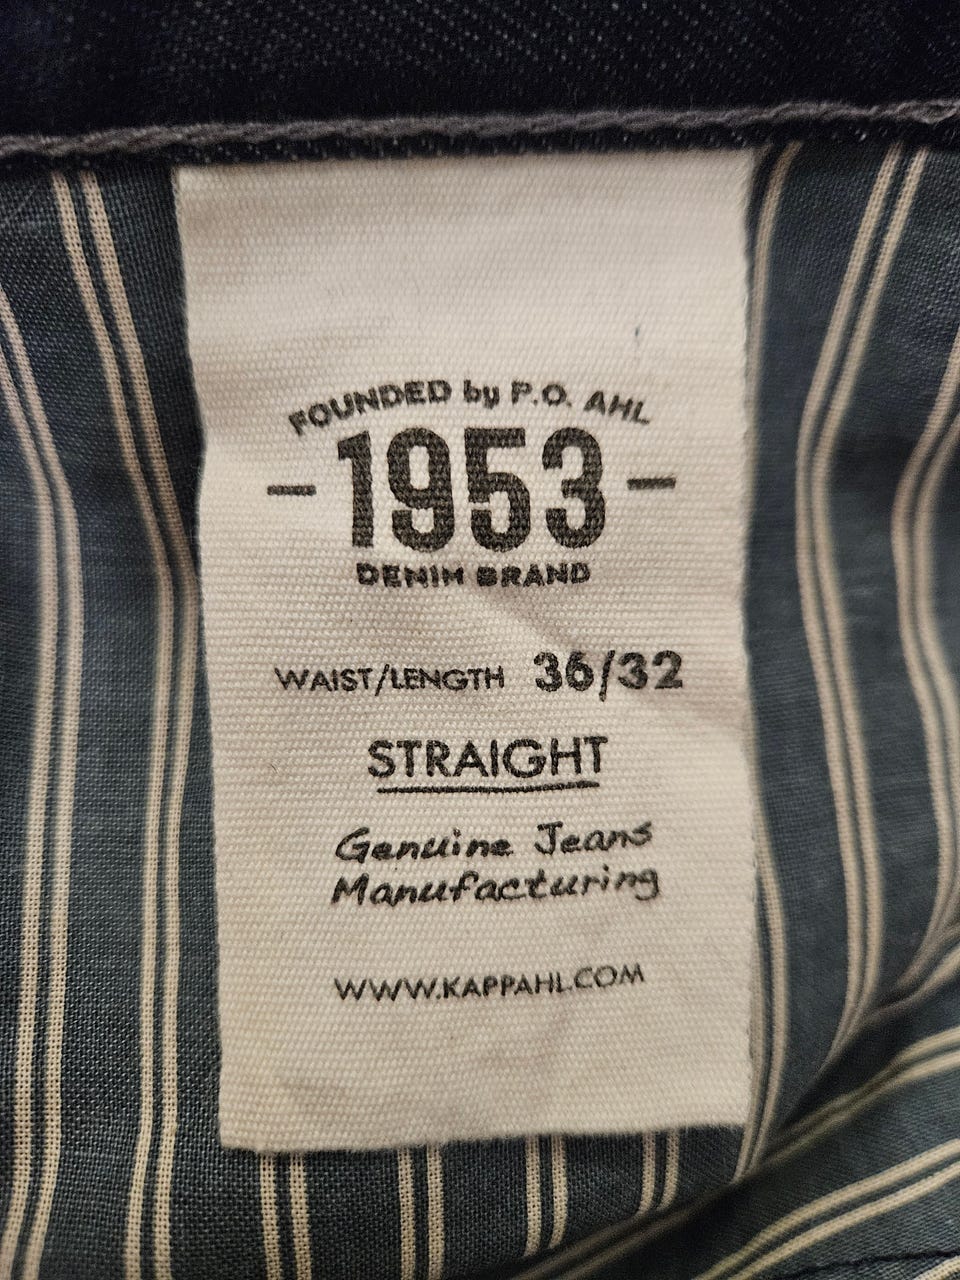 FOUNDED by P.O. AHL
- 1953 -
DENIM BRAND
WAIST/LENGTH 36/32
STRAIGHT
Genuine Jeans
Manufacturing
WWW.KAPPAHL.COM